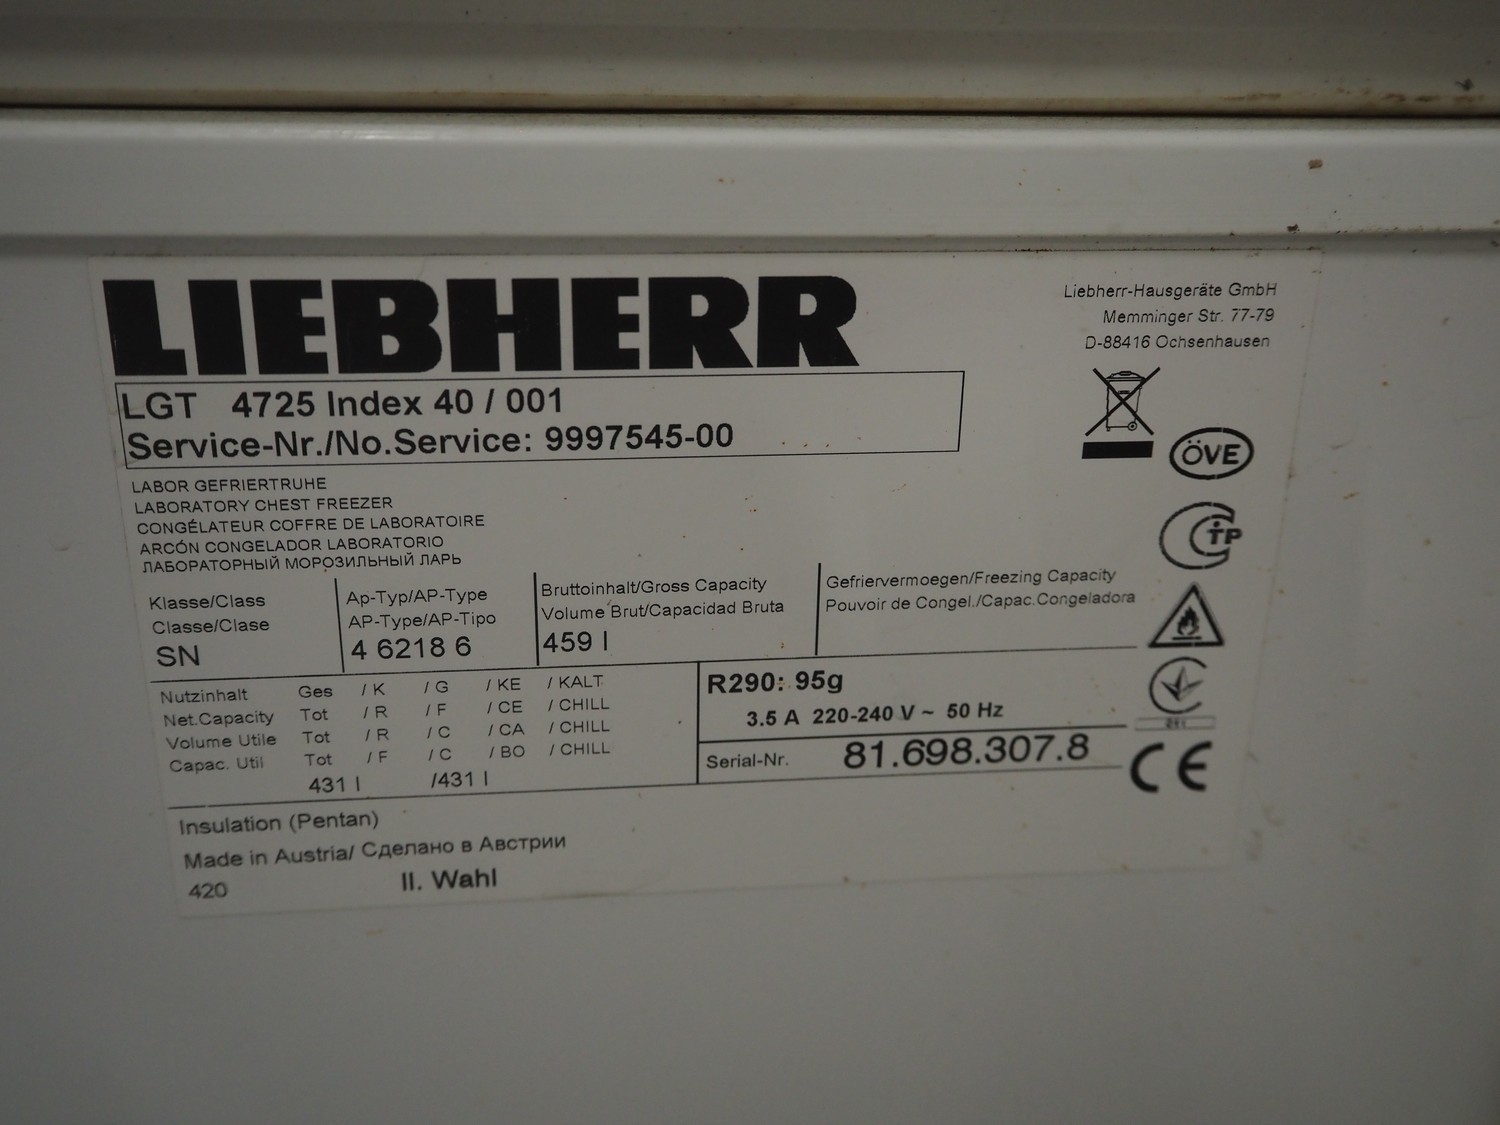 LIEBHERR
Liebherr-Hausgeräte GmbH
Memminger Str. 77-79
D-88416 Ochsenhausen
LGT 4725 Index 40 / 001
Service-Nr./No.Service: 9997545-00
ÖVE
LABOR GEFRIERTRUHE
LABORATORY CHEST FREEZER
CONGÉLATEUR COFFRE DE LABORATOIRE
ARCÓN CONGELADOR LABORATORIO
ЛАБОРАТОРНЫЙ МОРОЗИЛЬНЫЙ ЛАРЬ
Klasse/Class
Classe/Clase
SN
Ap-Typ/AP-Type
AP-Type/AP-Tipo
4 6218 6
Bruttoinhalt/Gross Capacity
Volume Brut/Capacidad Bruta
459 l
Gefriervermoegen/Freezing Capacity
Pouvoir de Congel./Capac.Congeladora
Nutzinhalt Ges / K / G / KE / KALT
Net.Capacity Tot / R / F / CE / CHILL
Volume Utile Tot / R / C / CA / CHILL
Capac. Util Tot / F / C / BO / CHILL
431 l /431 l
R290: 95g
3.5 A 220-240 V ~ 50 Hz
Serial-Nr. 81.698.307.8
CE
Insulation (Pentan)
Made in Austria/ Сделано в Австрии
420 II. Wahl